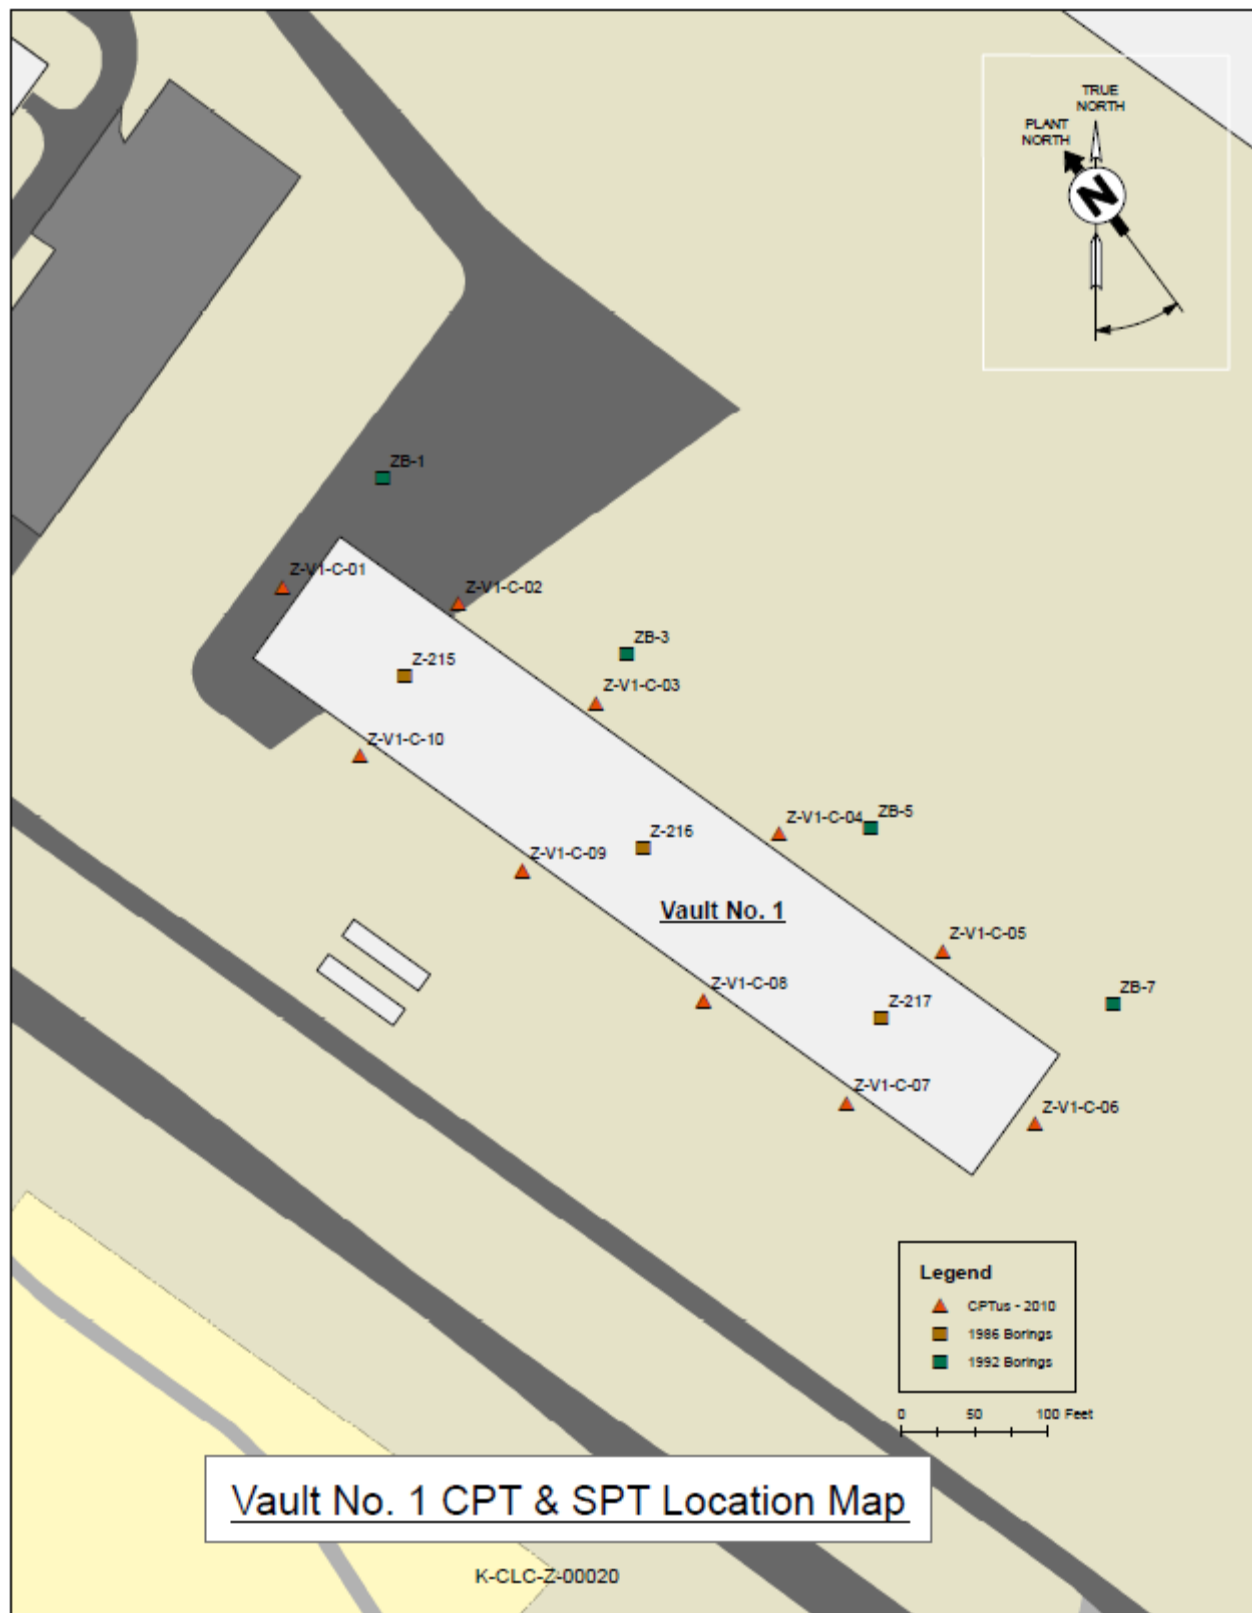 TRUE
NORTH
PLANT
NORTH
N
ZB-1
Z-V1-C-01
Z-V1-C-02
ZB-3
Z-215
Z-V1-C-03
Z-V1-C-10
Z-V1-C-04
ZB-5
Z-216
Z-V1-C-09
Vault No. 1
Z-V1-C-05
Z-V1-C-08
ZB-7
Z-217
Z-V1-C-07
Z-V1-C-06
Legend
CPTus - 2010
1986 Borings
1992 Borings
0 50 100 Feet
Vault No. 1 CPT & SPT Location Map
K-CLC-Z-00020